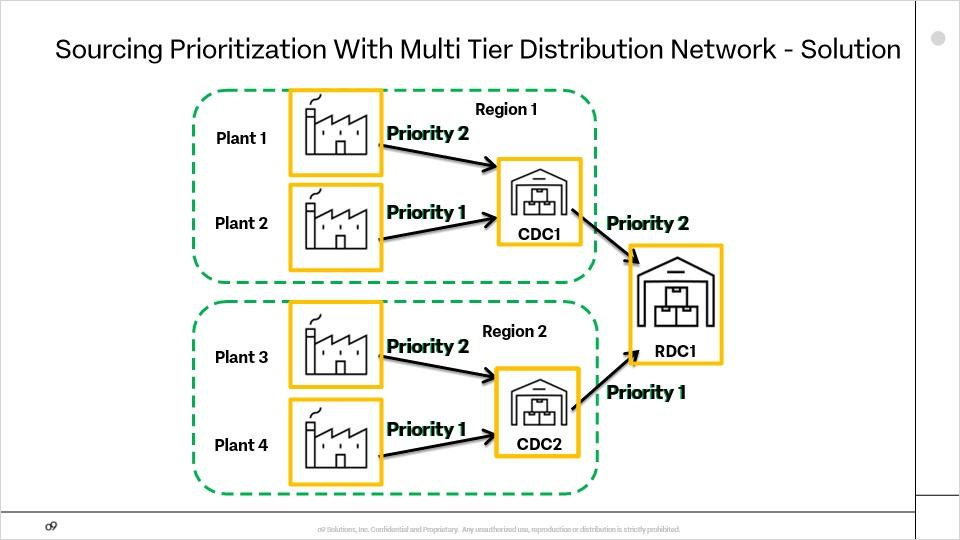 Sourcing Prioritization With Multi Tier Distribution Network - Solution
Region 1
Plant 1
Priority 2
Plant 2
Priority 1
CDC1
Priority 2
RDC1
Region 2
Plant 3
Priority 2
Priority 1
Plant 4
Priority 1
CDC2
o9
o9 Solutions, Inc. Confidential and Proprietary. Any unauthorized use, reproduction or distribution is strictly prohibited.